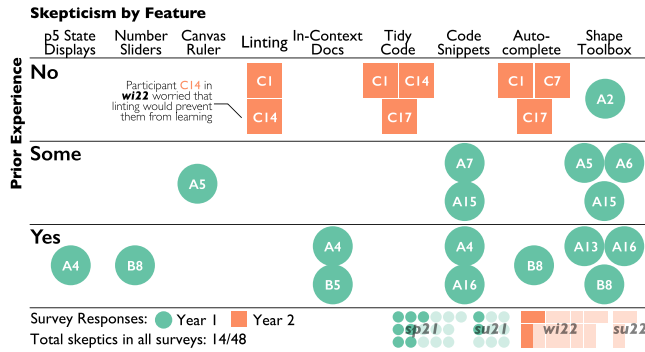 Skepticism by Feature
p5 State Displays
Number Sliders
Canvas Ruler
Linting
In-Context Docs
Tidy Code
Code Snippets
Auto-complete
Shape Toolbox
Prior Experience
No
Participant C14 in
wi22 worried that
linting would prevent
them from learning
C1
C14
C1 C14
C17
C1 C7
C17
A2
Some
A5
A7
A15
A5 A6
A15
Yes
A4
B8
A4
B5
A4
A16
B8
A13 A16
B8
Survey Responses: Year 1 Year 2
Total skeptics in all surveys: 14/48
sp21 su21 wi22 su22